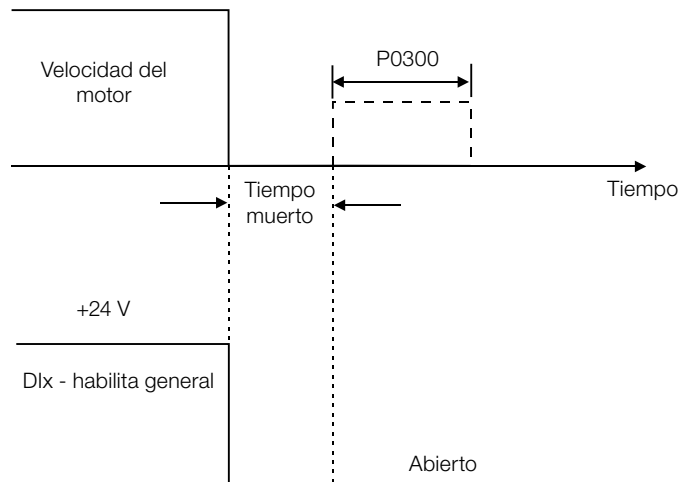 Velocidad del
motor
P0300
Tiempo
muerto
Tiempo
+24 V
DIx - habilita general
Abierto